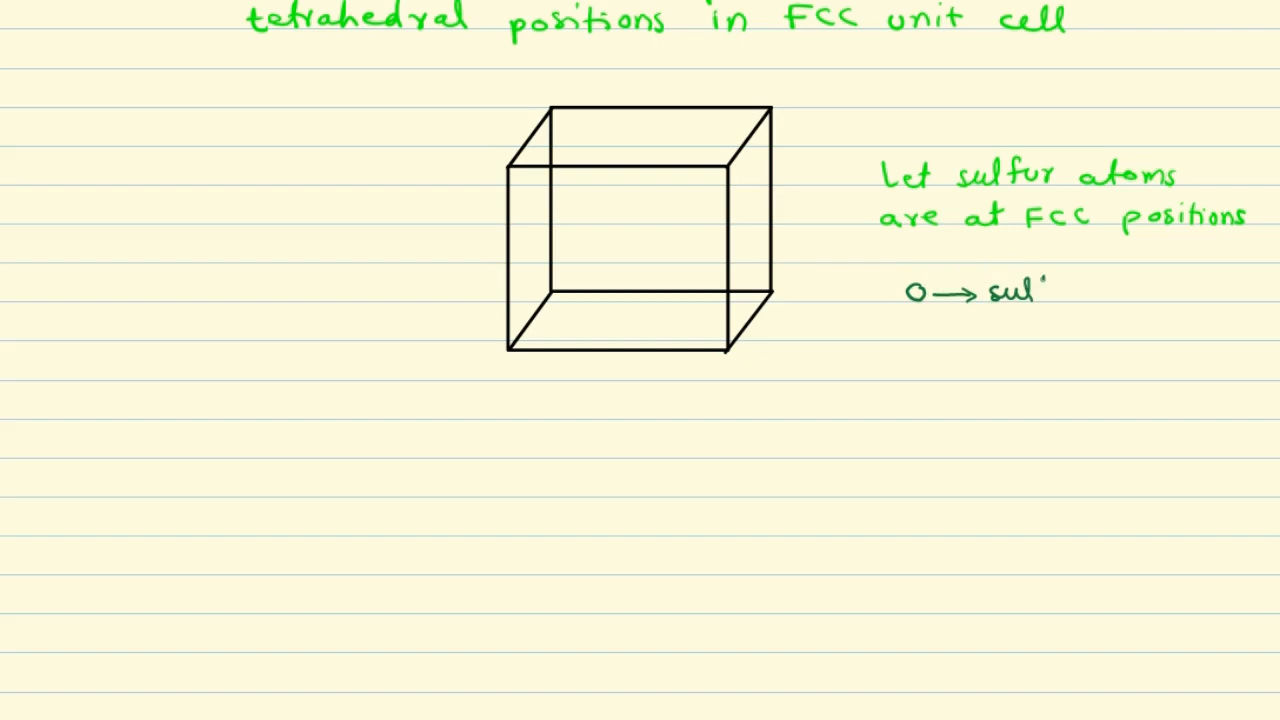 tetrahedral positions in FCC unit cell
Let sulfur atoms
are at FCC positions
O → sul